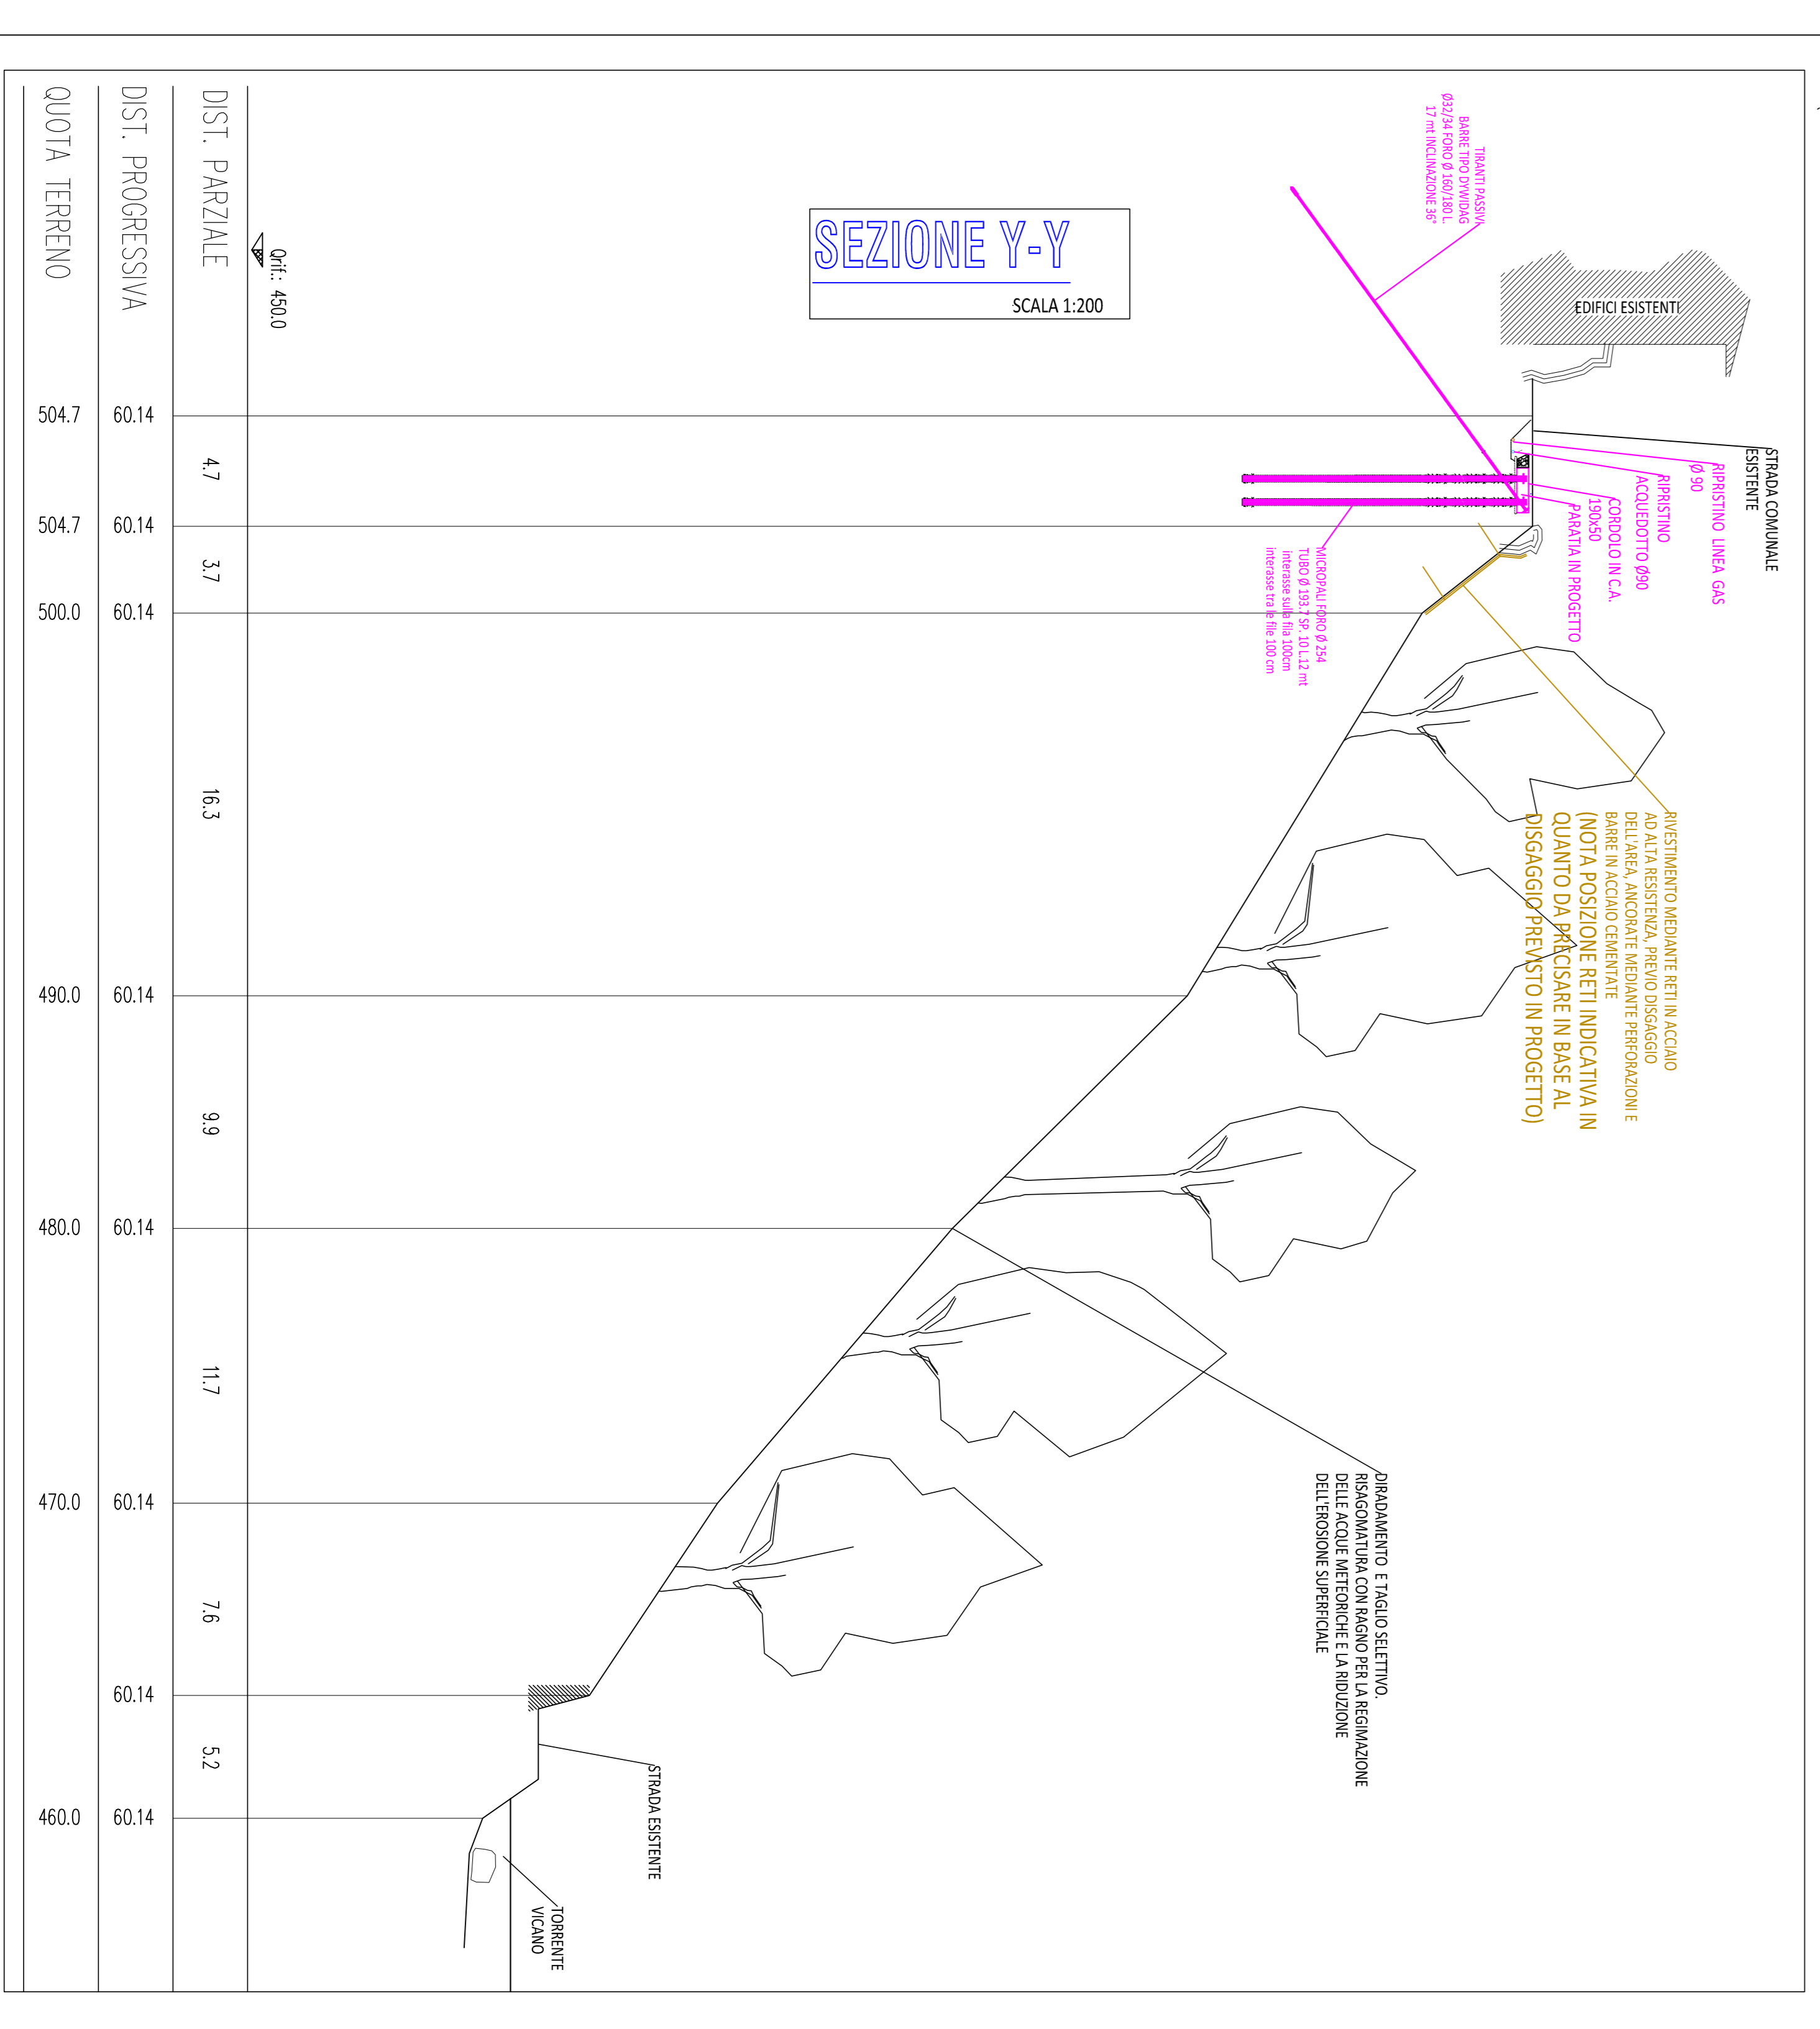 SEZIONE Y-Y
SCALA 1:200
EDIFICI ESISTENTI
TIRANTI PASSIVI
BARRE TIPO DYWIDAG
Ø32/34 FORO Ø 160/180 L.
17 mt INCLINAZIONE 36°
STRADA COMUNALE
ESISTENTE
RIPRISTINO LINEA GAS
Ø 90
RIPRISTINO
ACQUEDOTTO Ø90
CORDOLO IN C.A.
190x50
PARATIA IN PROGETTO
MICROPALI FORO Ø 254
TUBO Ø 193.7 SP. 10 L.12 mt
interasse sulla fila 100cm
interasse tra le file 100 cm
RIVESTIMENTO MEDIANTE RETI IN ACCIAIO
AD ALTA RESISTENZA, PREVIO DISGAGGIO
DELL'AREA, ANCORATE MEDIANTE PERFORAZIONI E
BARRE IN ACCIAIO CEMENTATE
(NOTA POSIZIONE RETI INDICATIVA IN
QUANTO DA PRECISARE IN BASE AL
DISGAGGIO PREVISTO IN PROGETTO)
DIRADAMENTO E TAGLIO SELETTIVO.
RISAGOMATURA CON RAGNO PER LA REGIMAZIONE
DELLE ACQUE METEORICHE E LA RIDUZIONE
DELL'EROSIONE SUPERFICIALE
STRADA ESISTENTE
TORRENTE
VICANO
Qrif.: 450.0
DIST. PARZIALE 4.7 3.7 16.3 9.9 11.7 7.6 5.2
DIST. PROGRESSIVA 60.14 60.14 60.14 60.14 60.14 60.14 60.14 60.14
QUOTA TERRENO 504.7 504.7 500.0 490.0 480.0 470.0 460.0